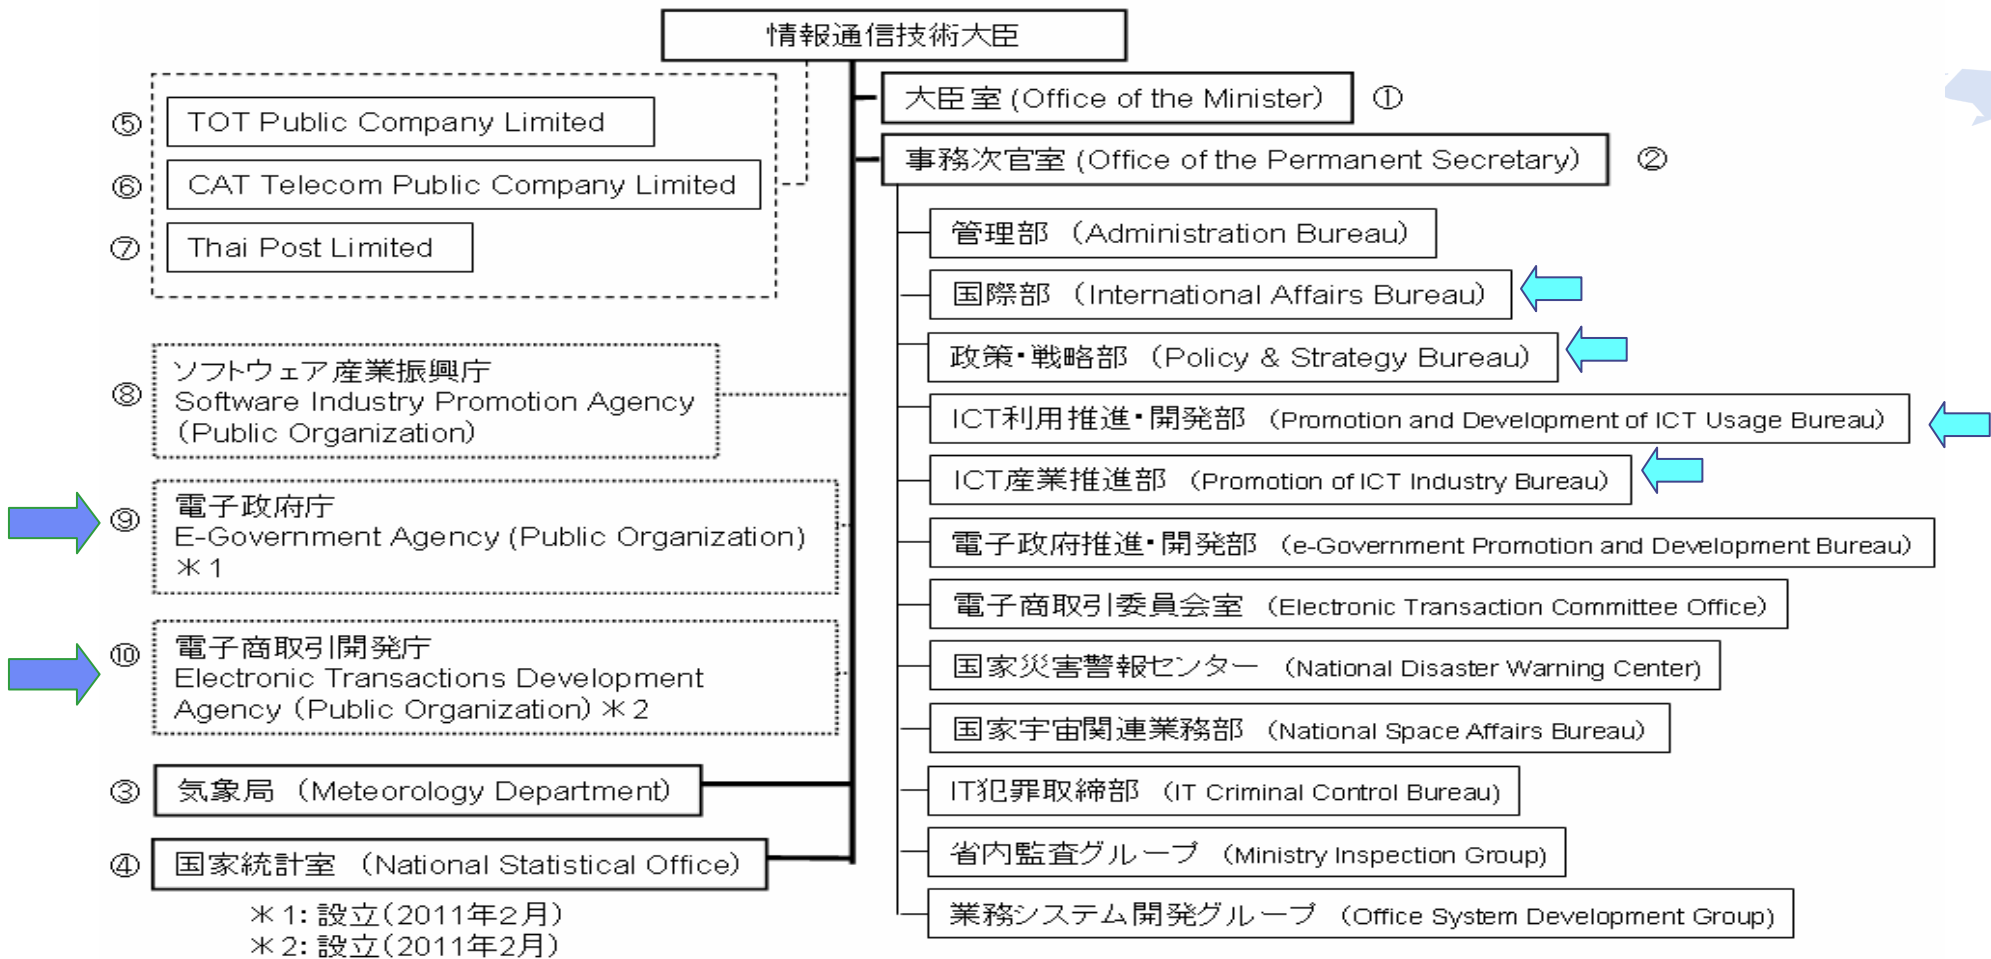 情報通信技術大臣
大臣室 (Office of the Minister) ①
事務次官室 (Office of the Permanent Secretary) ②
管理部 (Administration Bureau)
国際部 (International Affairs Bureau)
政策・戦略部 (Policy & Strategy Bureau)
ICT利用推進・開発部 (Promotion and Development of ICT Usage Bureau)
ICT産業推進部 (Promotion of ICT Industry Bureau)
電子政府推進・開発部 (e-Government Promotion and Development Bureau)
電子商取引委員会室 (Electronic Transaction Committee Office)
国家災害警報センター (National Disaster Warning Center)
国家宇宙関連業務部 (National Space Affairs Bureau)
IT犯罪取締部 (IT Criminal Control Bureau)
省内監査グループ (Ministry Inspection Group)
業務システム開発グループ (Office System Development Group)
⑤ TOT Public Company Limited
⑥ CAT Telecom Public Company Limited
⑦ Thai Post Limited
⑧ ソフトウェア産業振興庁
Software Industry Promotion Agency
(Public Organization)
⑨ 電子政府庁
E-Government Agency (Public Organization)
＊1
⑩ 電子商取引開発庁
Electronic Transactions Development
Agency (Public Organization) ＊2
③ 気象局 (Meteorology Department)
④ 国家統計室 (National Statistical Office)
＊1: 設立(2011年2月)
＊2: 設立(2011年2月)